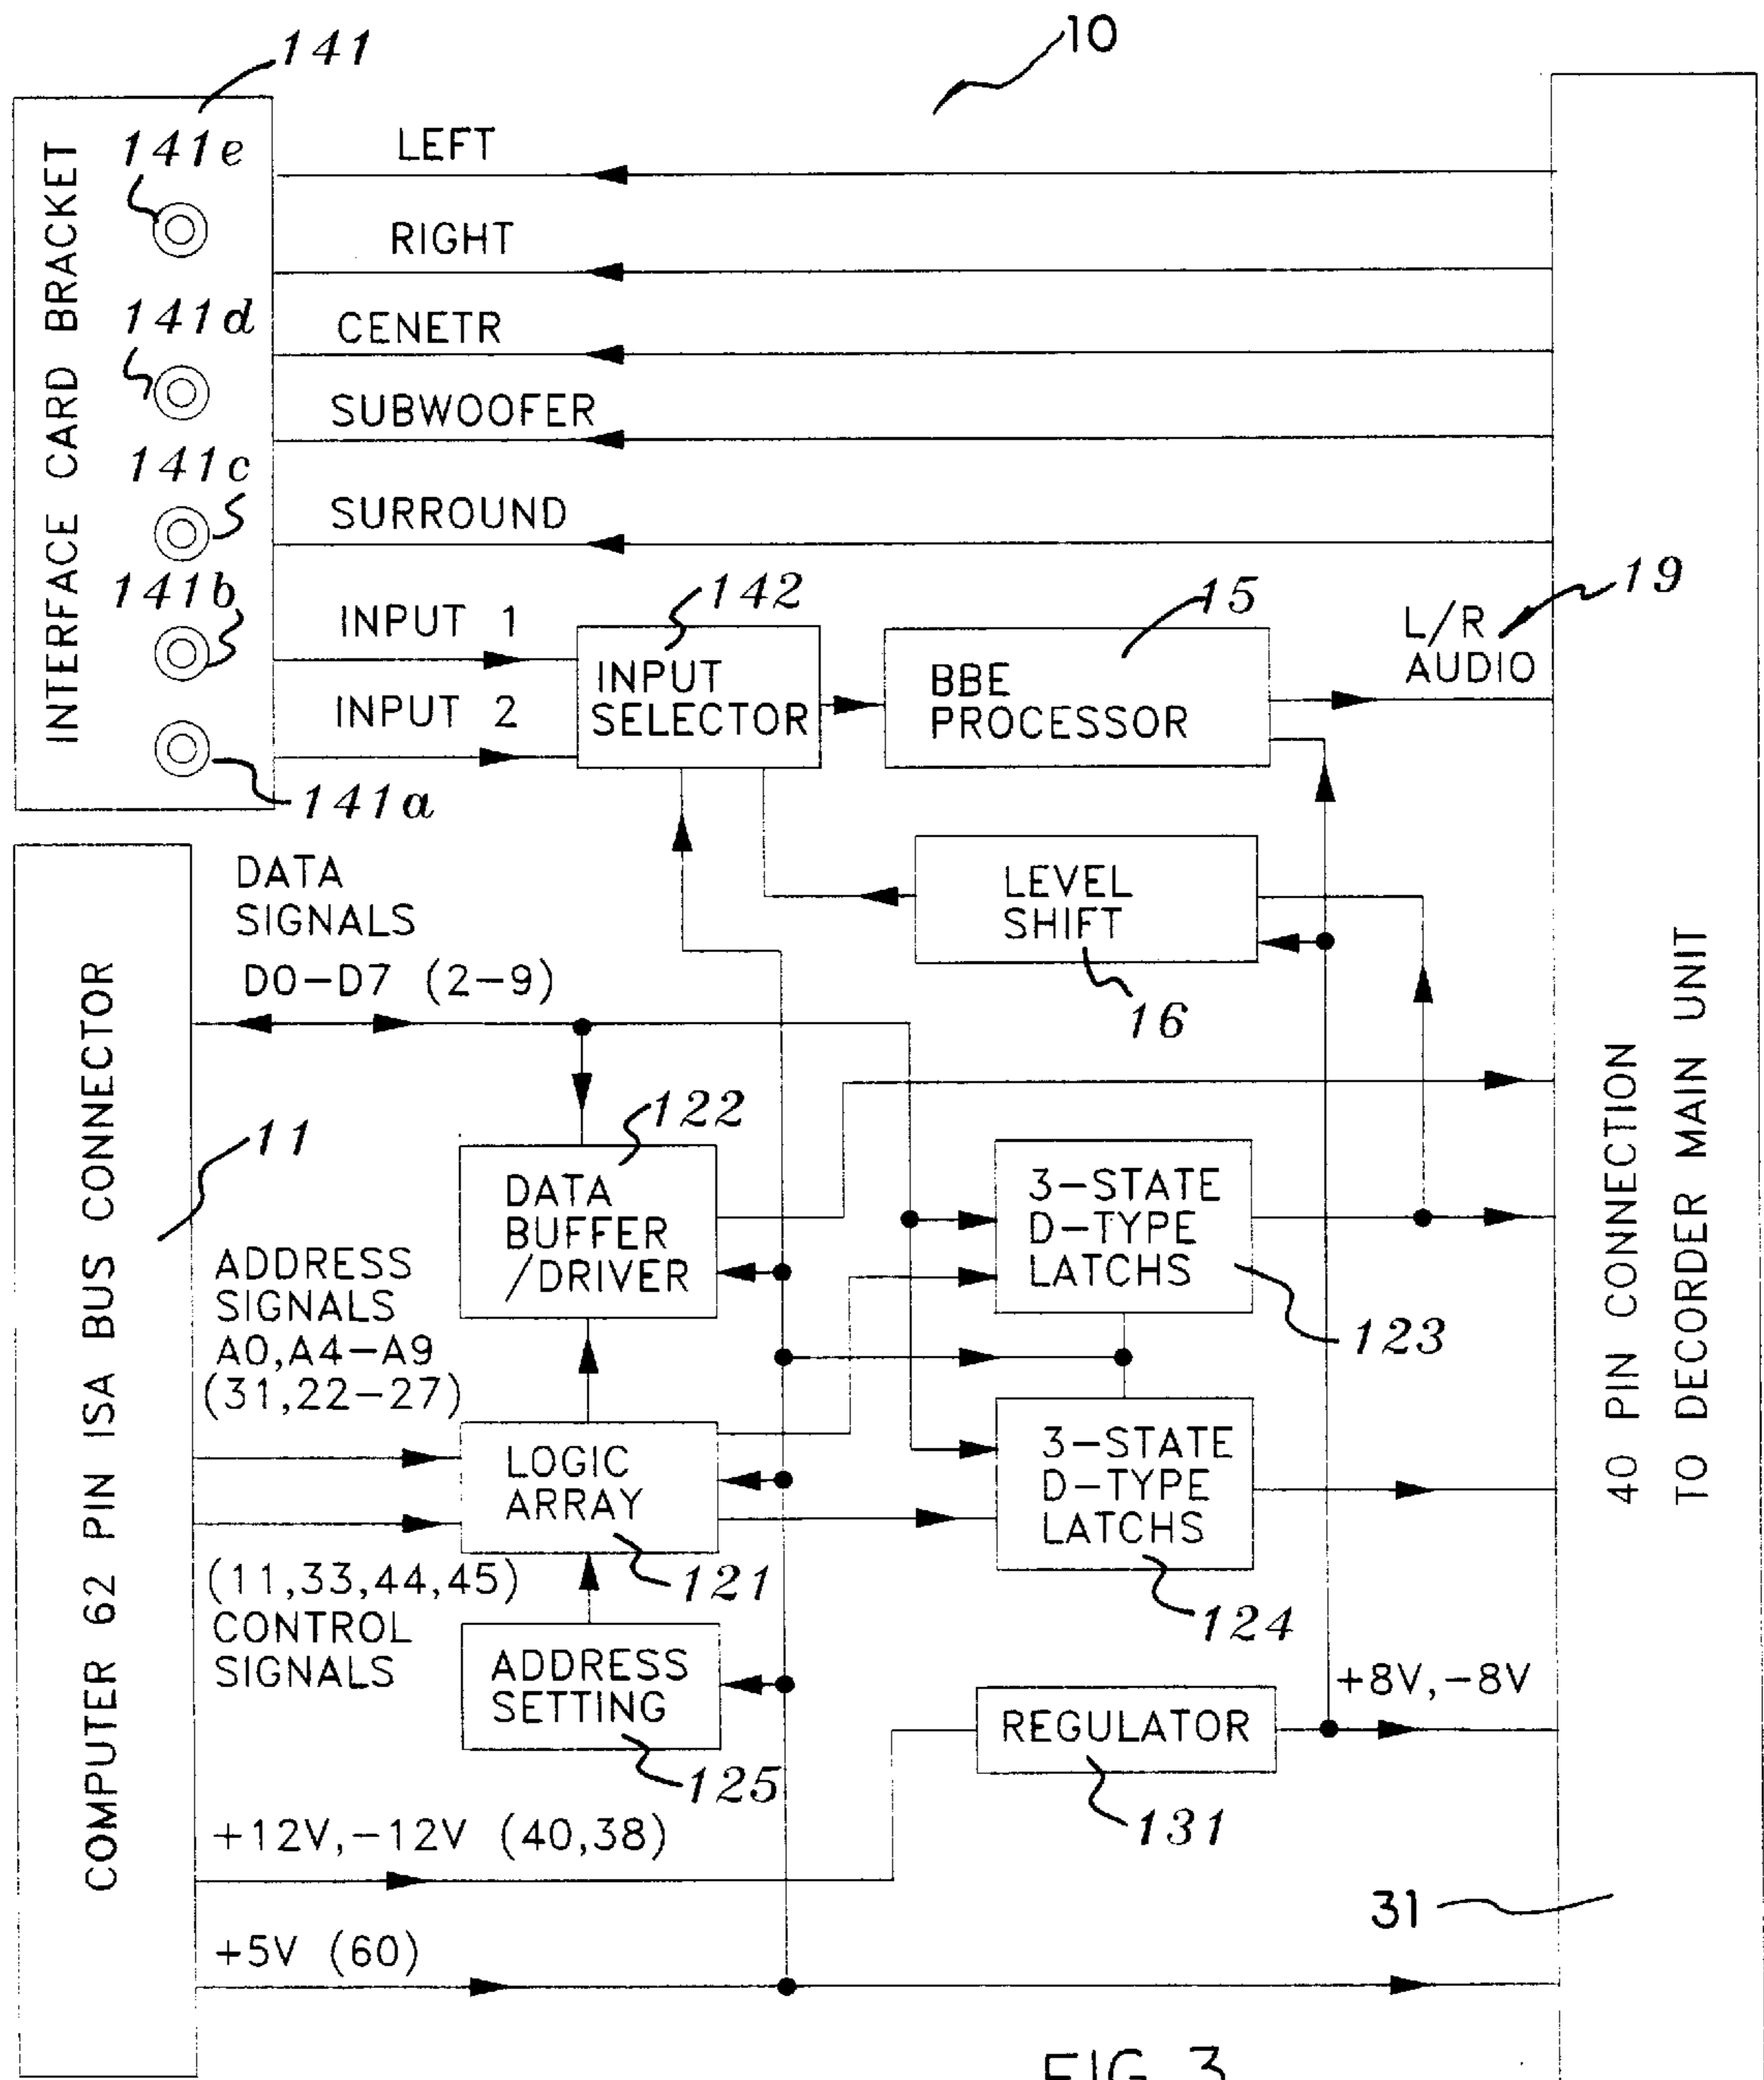 10
141
INTERFACE CARD BRACKET
141e
141d
141c
141b
141a
LEFT
RIGHT
CENETR
SUBWOOFER
SURROUND
INPUT 1
INPUT 2
142
INPUT
SELECTOR
15
BBE
PROCESSOR
L/R
AUDIO
19
LEVEL
SHIFT
16
COMPUTER 62 PIN ISA BUS CONNECTOR
11
DATA
SIGNALS
D0-D7 (2-9)
122
DATA
BUFFER
/DRIVER
3-STATE
D-TYPE
LATCHS
123
ADDRESS
SIGNALS
A0,A4-A9
(31,22-27)
LOGIC
ARRAY
121
3-STATE
D-TYPE
LATCHS
124
(11,33,44,45)
CONTROL
SIGNALS
ADDRESS
SETTING
125
REGULATOR
131
+8V,-8V
+12V,-12V (40,38)
+5V (60)
31
40 PIN CONNECTION
TO DECORDER MAIN UNIT
FIG 3